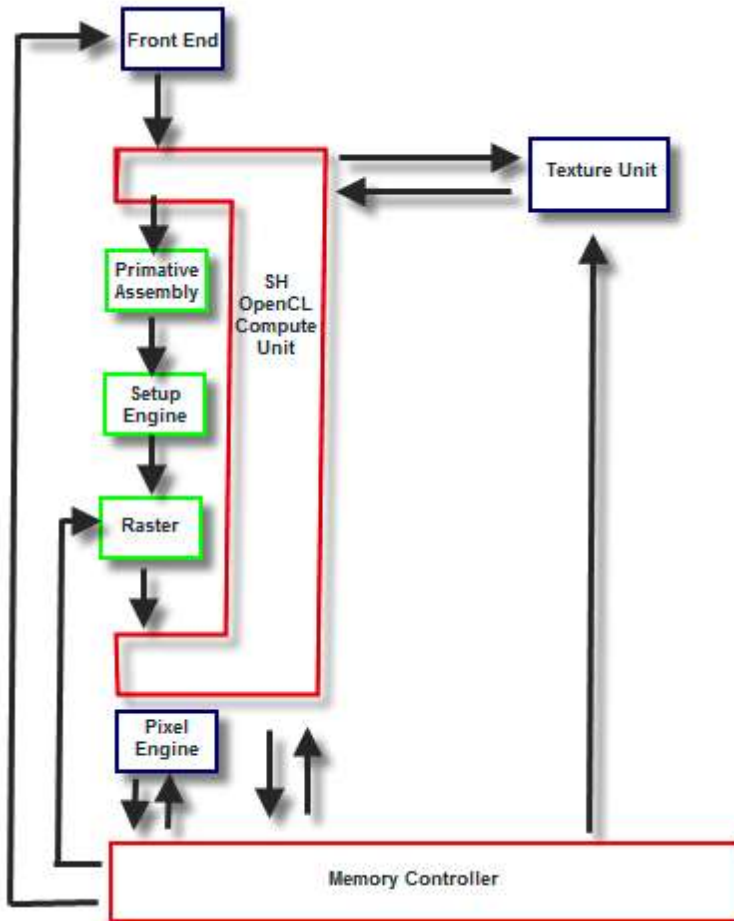 Front End
Texture Unit
Primative
Assembly
SH
OpenCL
Compute
Unit
Setup
Engine
Raster
Pixel
Engine
Memory Controller